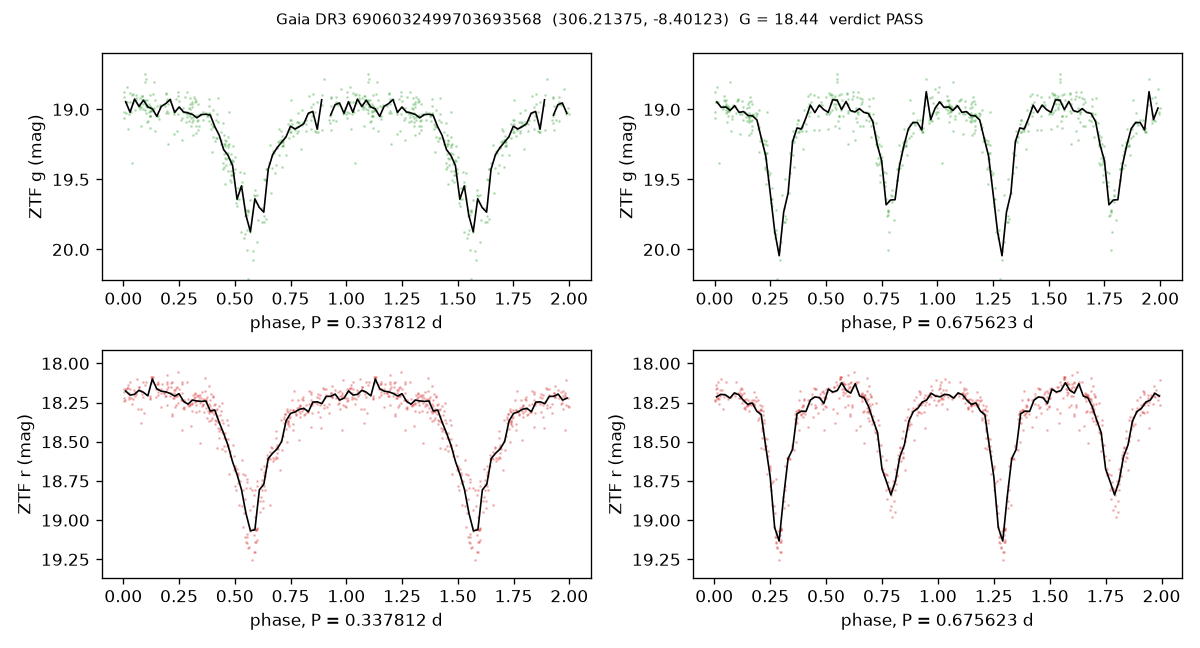 Gaia DR3 6906032499703693568  (306.21375, -8.40123)  G = 18.44  verdict PASS
ZTF g (mag)
19.0
19.5
20.0
0.00 0.25 0.50 0.75 1.00 1.25 1.50 1.75 2.00
phase, P = 0.337812 d
ZTF g (mag)
19.0
19.5
20.0
0.00 0.25 0.50 0.75 1.00 1.25 1.50 1.75 2.00
phase, P = 0.675623 d
ZTF r (mag)
18.00
18.25
18.50
18.75
19.00
19.25
0.00 0.25 0.50 0.75 1.00 1.25 1.50 1.75 2.00
phase, P = 0.337812 d
ZTF r (mag)
18.00
18.25
18.50
18.75
19.00
19.25
0.00 0.25 0.50 0.75 1.00 1.25 1.50 1.75 2.00
phase, P = 0.675623 d